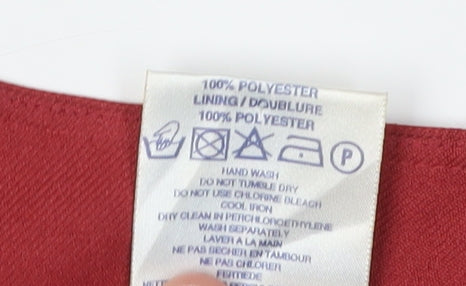 100% POLYESTER
LINING / DOUBLURE
100% POLYESTER
P
HAND WASH
DO NOT TUMBLE DRY
DO NOT USE CHLORINE BLEACH
COOL IRON
DRY CLEAN IN PERCHLOROETHYLENE
WASH SEPARATELY
LAVER A LA MAIN
NE PAS SECHER EN TAMBOUR
NE PAS CHLORER
FERTIEDE